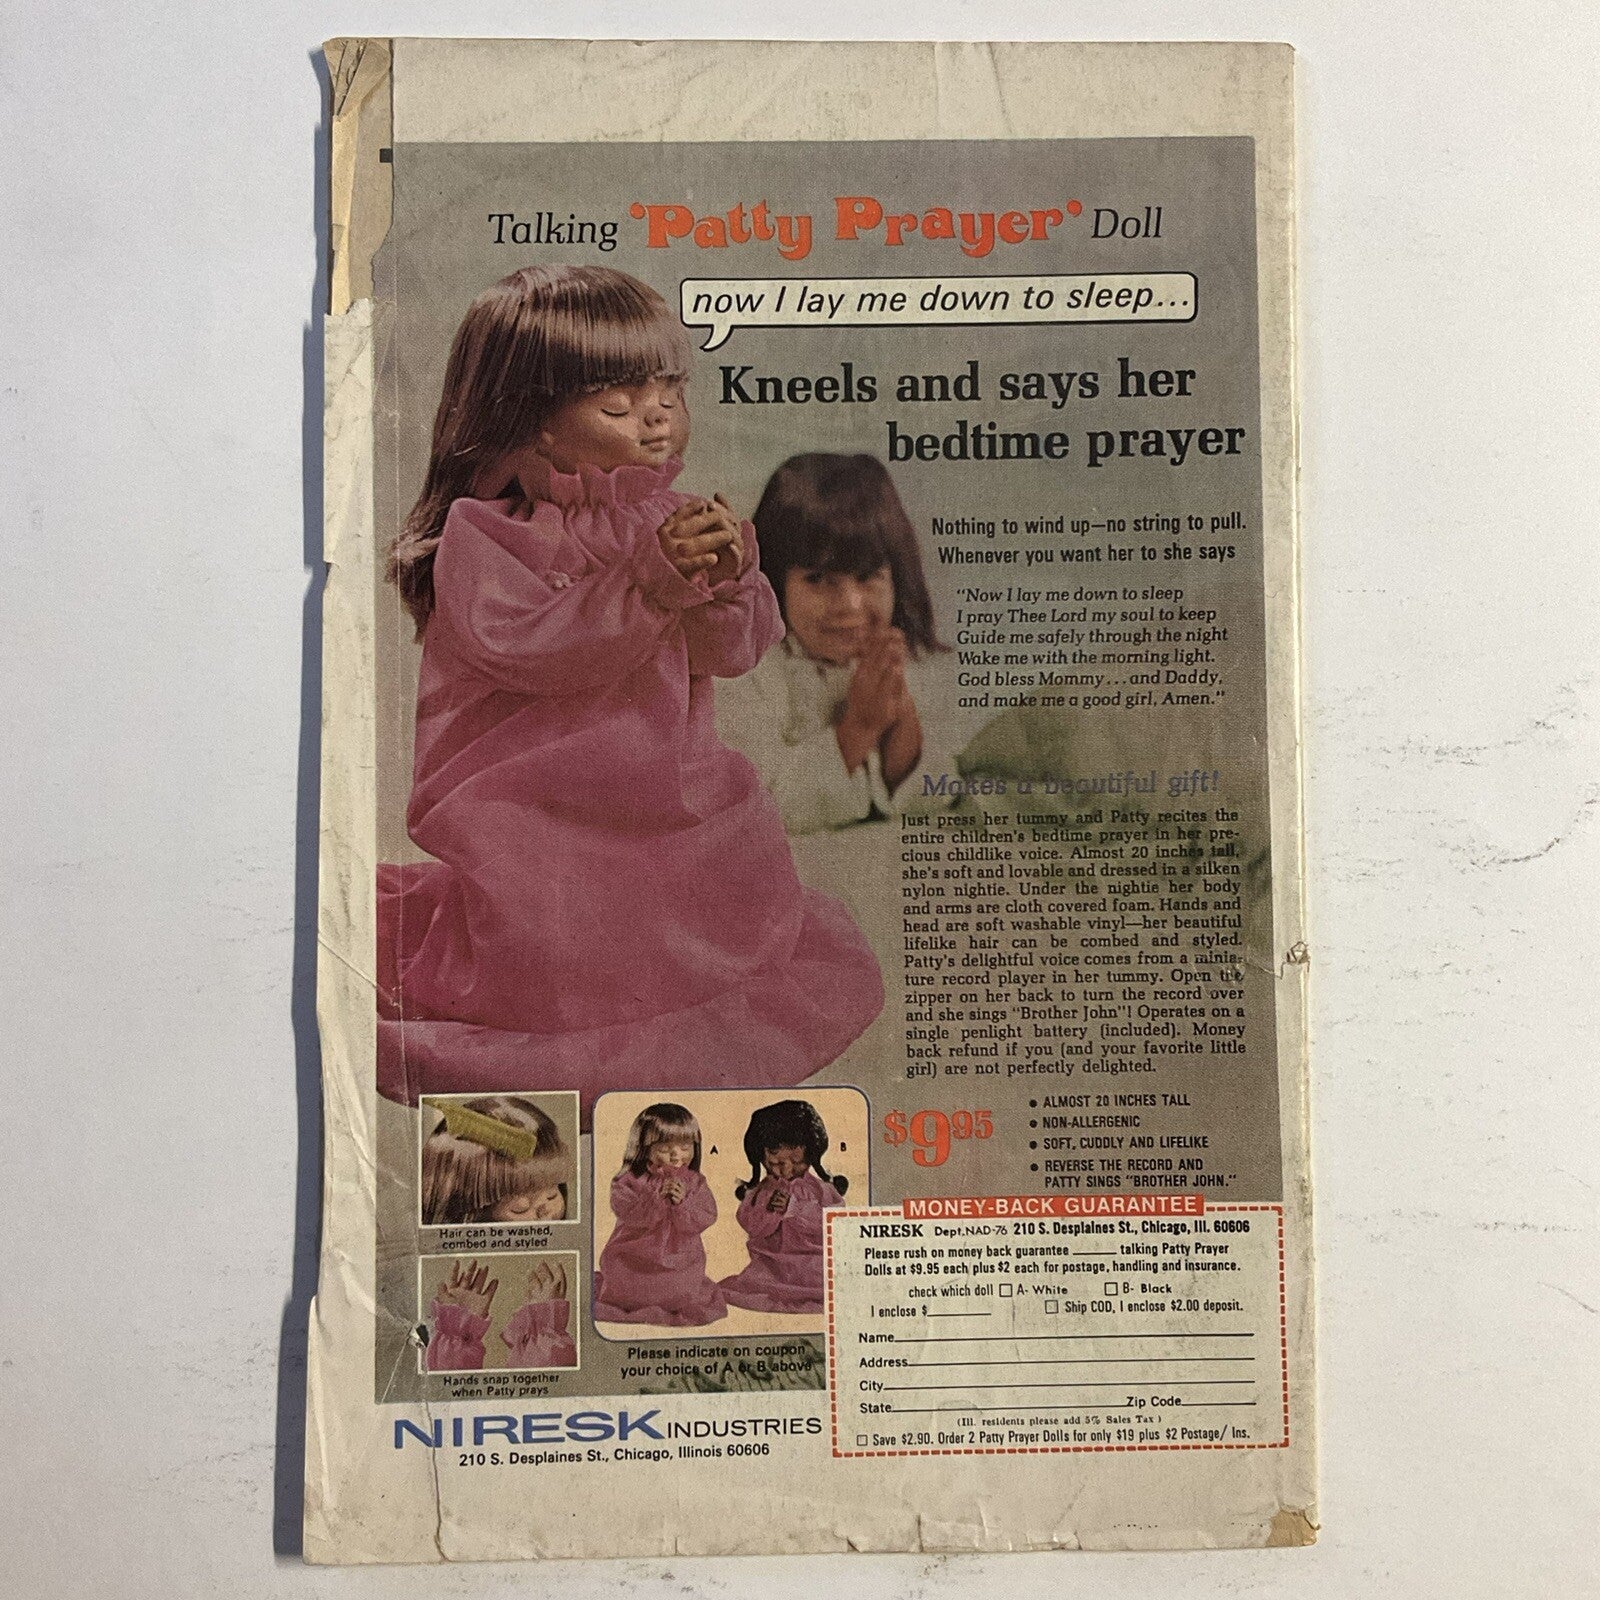 Talking 'Patty Prayer' Doll
now I lay me down to sleep...
Kneels and says her
bedtime prayer
Nothing to wind up—no string to pull.
Whenever you want her to she says
"Now I lay me down to sleep
I pray Thee Lord my soul to keep
Guide me safely through the night
Wake me with the morning light.
God bless Mommy...and Daddy,
and make me a good girl, Amen."
Makes a beautiful gift!
Just press her tummy and Patty recites the
entire children's bedtime prayer in her pre-
cious childlike voice. Almost 20 inches tall,
she's soft and lovable and dressed in a silken
nylon nightie. Under the nightie her body
and arms are cloth covered foam. Hands and
head are soft washable vinyl—her beautiful
lifelike hair can be combed and styled.
Patty's delightful voice comes from a minia-
ture record player in her tummy. Open the
zipper on her back to turn the record over
and she sings "Brother John"! Operates on a
single penlight battery (included). Money
back refund if you (and your favorite little
girl) are not perfectly delighted.
$9.95
• ALMOST 20 INCHES TALL
• NON-ALLERGENIC
• SOFT, CUDDLY AND LIFELIKE
• REVERSE THE RECORD AND
PATTY SINGS "BROTHER JOHN."
Hair can be washed,
combed and styled
Hands snap together
when Patty prays
A
B
Please indicate on coupon
your choice of A or B above
NIRESK INDUSTRIES
210 S. Desplaines St., Chicago, Illinois 60606
MONEY-BACK GUARANTEE
NIRESK Dept. NAD-76 210 S. Desplaines St., Chicago, Ill. 60606
Please rush on money back guarantee ______ talking Patty Prayer
Dolls at $9.95 each plus $2 each for postage, handling and insurance.
check which doll ☐ A- White ☐ B- Black
I enclose $________ ☐ Ship COD, I enclose $2.00 deposit.
Name
Address
City
State Zip Code
(Ill. residents please add 5% Sales Tax)
☐ Save $2.90. Order 2 Patty Prayer Dolls for only $19 plus $2 Postage/ Ins.